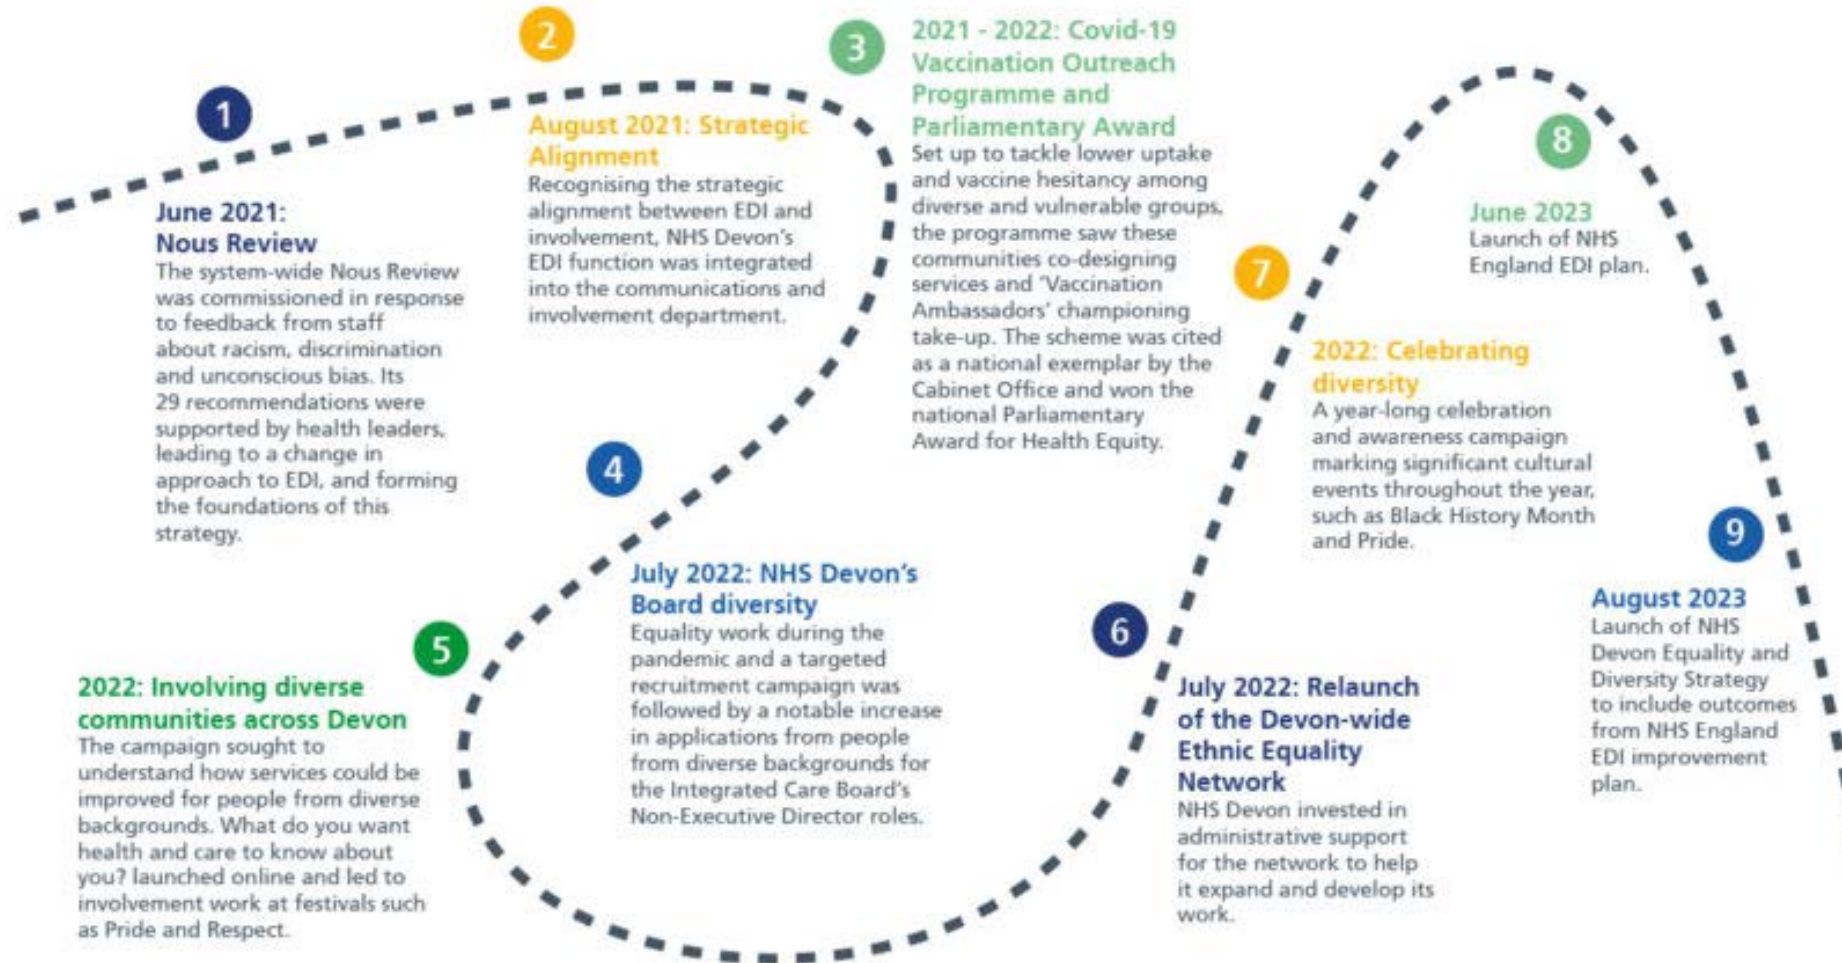 1
June 2021:
Nous Review
The system-wide Nous Review
was commissioned in response
to feedback from staff
about racism, discrimination
and unconscious bias. Its
29 recommendations were
supported by health leaders,
leading to a change in
approach to EDI, and forming
the foundations of this
strategy.
2
August 2021: Strategic
Alignment
Recognising the strategic
alignment between EDI and
involvement, NHS Devon's
EDI function was integrated
into the communications and
involvement department.
3
2021 - 2022: Covid-19
Vaccination Outreach
Programme and
Parliamentary Award
Set up to tackle lower uptake
and vaccine hesitancy among
diverse and vulnerable groups,
the programme saw these
communities co-designing
services and 'Vaccination
Ambassadors' championing
take-up. The scheme was cited
as a national exemplar by the
Cabinet Office and won the
national Parliamentary
Award for Health Equity.
4
July 2022: NHS Devon's
Board diversity
Equality work during the
pandemic and a targeted
recruitment campaign was
followed by a notable increase
in applications from people
from diverse backgrounds for
the Integrated Care Board's
Non-Executive Director roles.
5
2022: Involving diverse
communities across Devon
The campaign sought to
understand how services could be
improved for people from diverse
backgrounds. What do you want
health and care to know about
you? launched online and led to
involvement work at festivals such
as Pride and Respect.
6
July 2022: Relaunch
of the Devon-wide
Ethnic Equality
Network
NHS Devon invested in
administrative support
for the network to help
it expand and develop its
work.
7
2022: Celebrating
diversity
A year-long celebration
and awareness campaign
marking significant cultural
events throughout the year,
such as Black History Month
and Pride.
8
June 2023
Launch of NHS
England EDI plan.
9
August 2023
Launch of NHS
Devon Equality and
Diversity Strategy
to include outcomes
from NHS England
EDI improvement
plan.